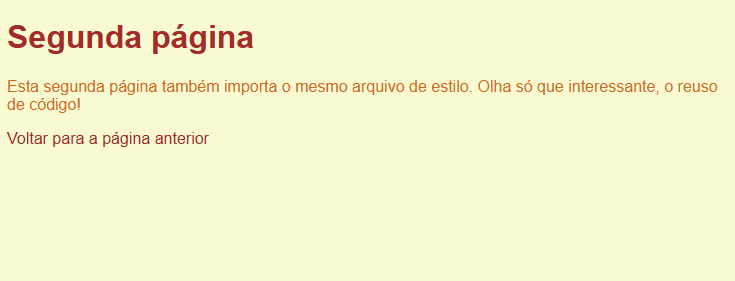 Segunda página
Esta segunda página também importa o mesmo arquivo de estilo. Olha só que interessante, o reuso
de código!
Voltar para a página anterior